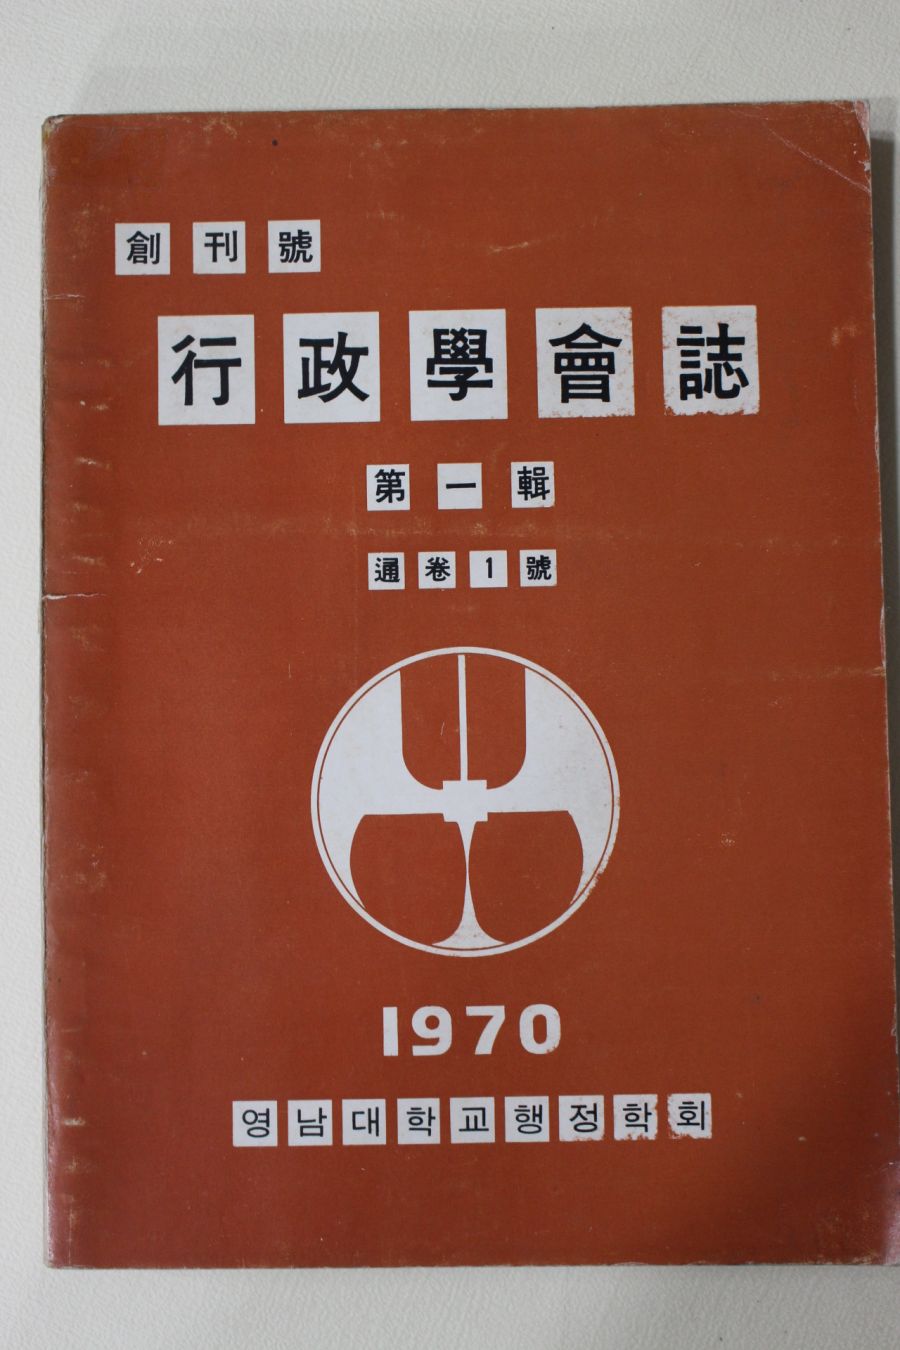 創刊號
行政學會誌
第一輯
通卷1號
1970
영남대학교행정학회